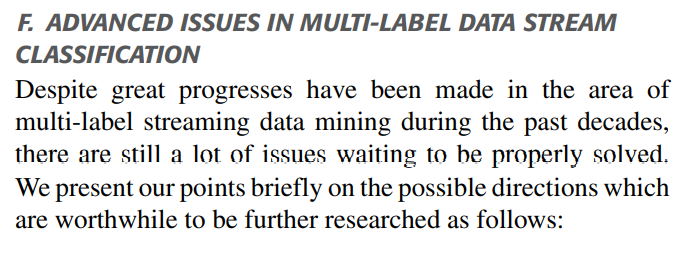 F. ADVANCED ISSUES IN MULTI-LABEL DATA STREAM
CLASSIFICATION
Despite great progresses have been made in the area of
multi-label streaming data mining during the past decades,
there are still a lot of issues waiting to be properly solved.
We present our points briefly on the possible directions which
are worthwhile to be further researched as follows: